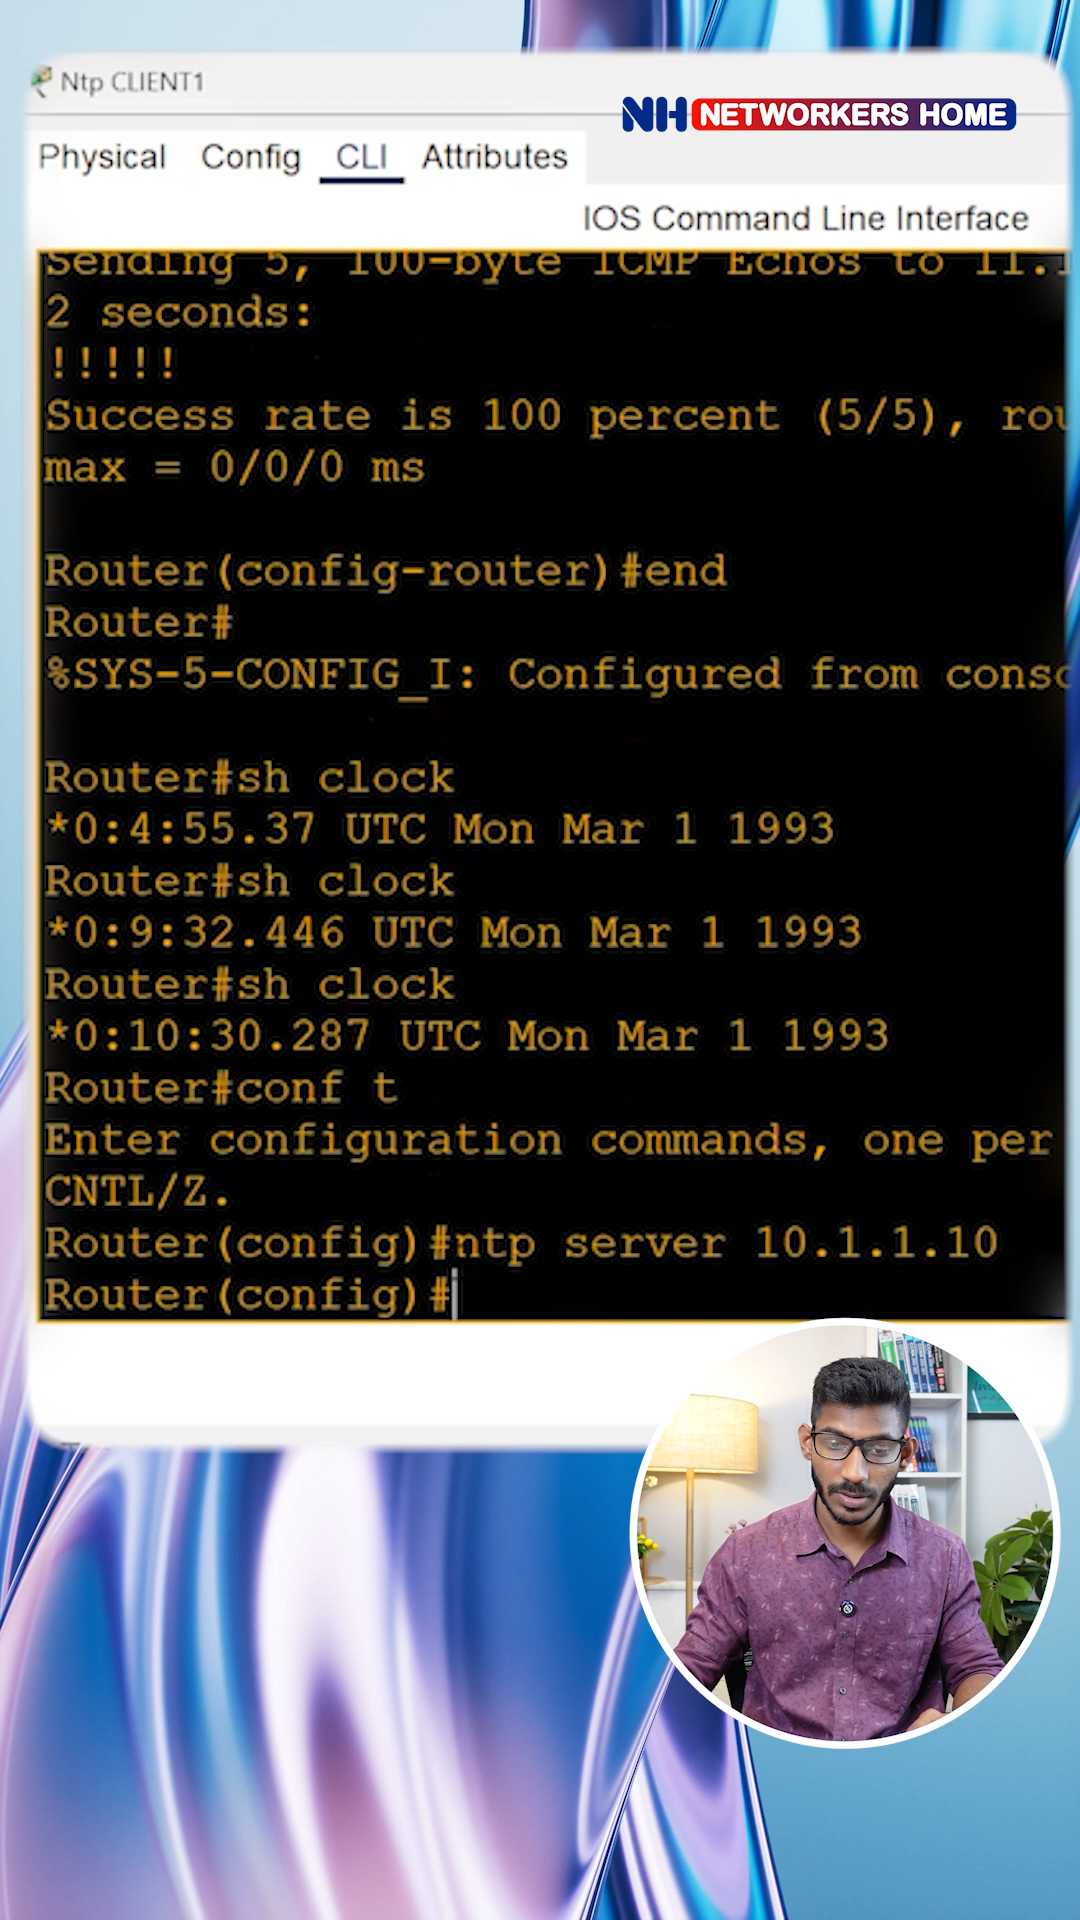 Ntp CLIENT1
NH NETWORKERS HOME
Physical Config CLI Attributes
IOS Command Line Interface
Sending 5, 100-byte ICMP Echos to 11.1
2 seconds:
!!!!!
Success rate is 100 percent (5/5), rou
max = 0/0/0 ms
Router(config-router)#end
Router#
%SYS-5-CONFIG_I: Configured from conso
Router#sh clock
*0:4:55.37 UTC Mon Mar 1 1993
Router#sh clock
*0:9:32.446 UTC Mon Mar 1 1993
Router#sh clock
*0:10:30.287 UTC Mon Mar 1 1993
Router#conf t
Enter configuration commands, one per
CNTL/Z.
Router(config)#ntp server 10.1.1.10
Router(config)#